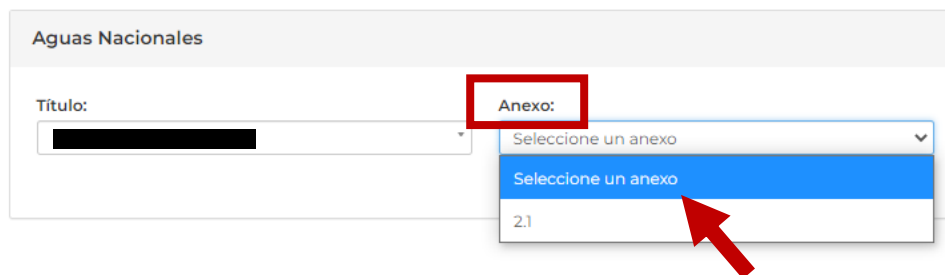 Aguas Nacionales
Título:
Anexo:
Seleccione un anexo
Seleccione un anexo
2.1